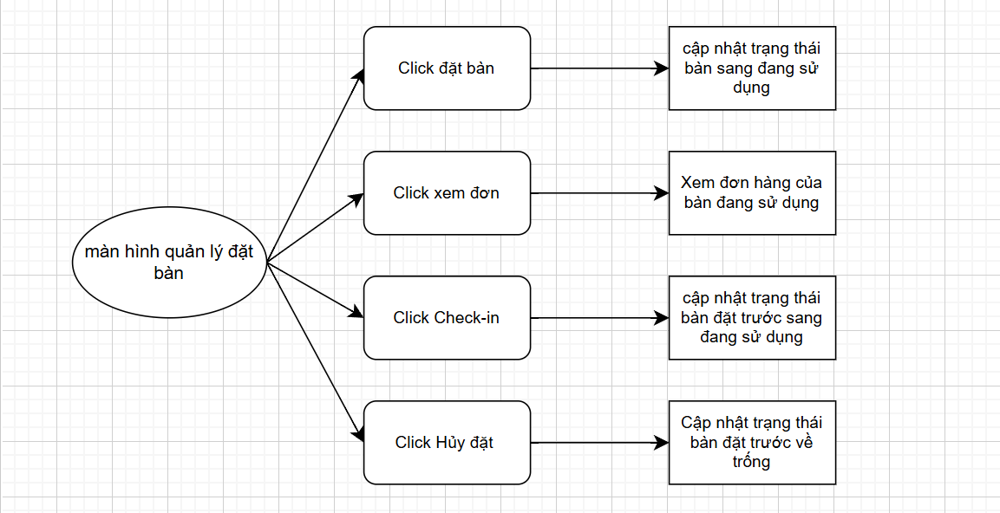 Click đặt bàn
cập nhật trạng thái
bàn sang đang sử
dụng
Click xem đơn
Xem đơn hàng của
bàn đang sử dụng
màn hình quản lý đặt
bàn
Click Check-in
cập nhật trạng thái
bàn đặt trước sang
đang sử dụng
Click Hủy đặt
Cập nhật trạng thái
bàn đặt trước về
trống